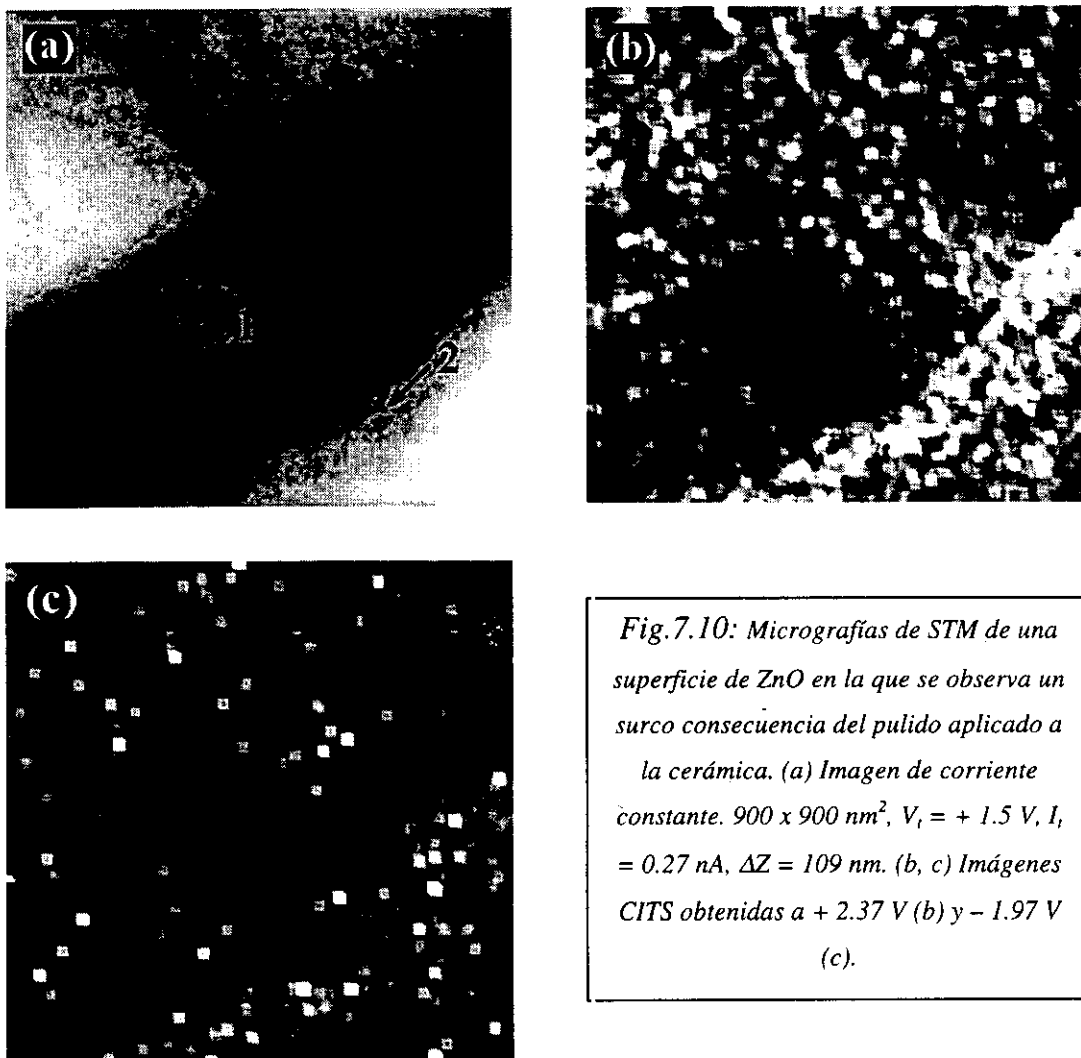 (a)
(b)
1
2
(c)
Fig.7.10: Micrografías de STM de una
superficie de ZnO en la que se observa un
surco consecuencia del pulido aplicado a
la cerámica. (a) Imagen de corriente
constante. 900 x 900 nm², Vₜ = + 1.5 V, Iₜ
= 0.27 nA, ΔZ = 109 nm. (b, c) Imágenes
CITS obtenidas a + 2.37 V (b) y – 1.97 V
(c).